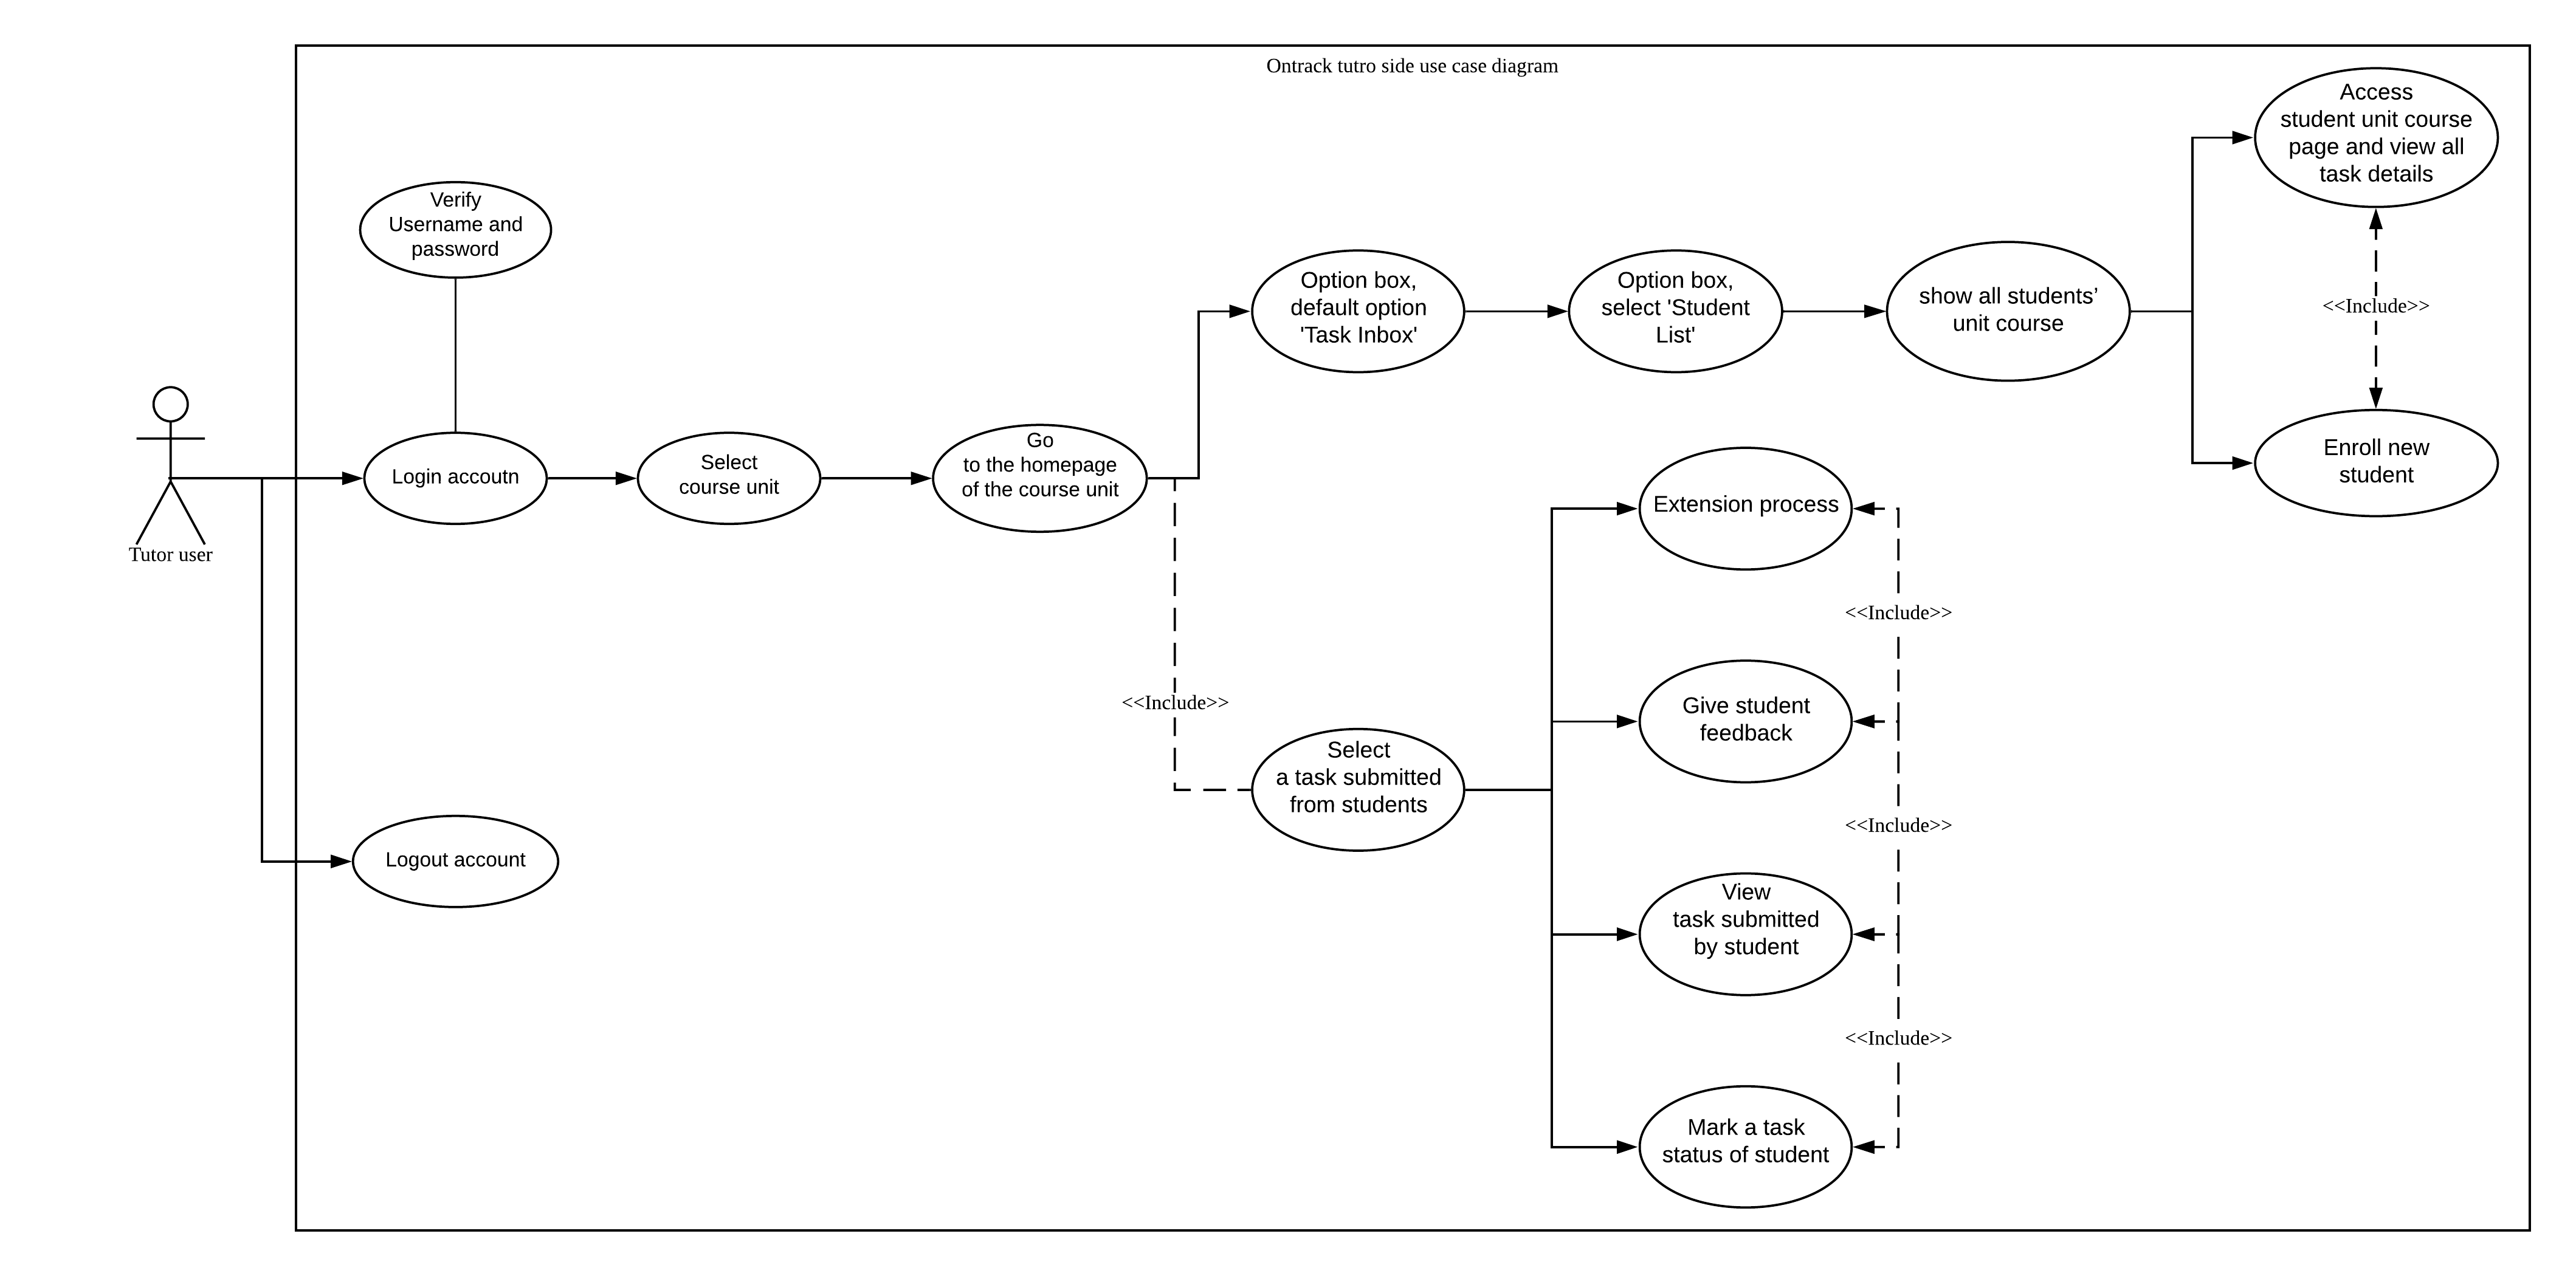 Ontrack tutro side use case diagram
Access
student unit course
page and view all
task details
Verify
Username and
password
Option box,
default option
'Task Inbox'
Option box,
select 'Student
List'
show all students’
unit course
<<Include>>
Enroll new
student
Tutor user
Login accoutn
Select
course unit
Go
to the homepage
of the course unit
Extension process
<<Include>>
<<Include>>
Give student
feedback
Select
a task submitted
from students
<<Include>>
Logout account
View
task submitted
by student
<<Include>>
Mark a task
status of student